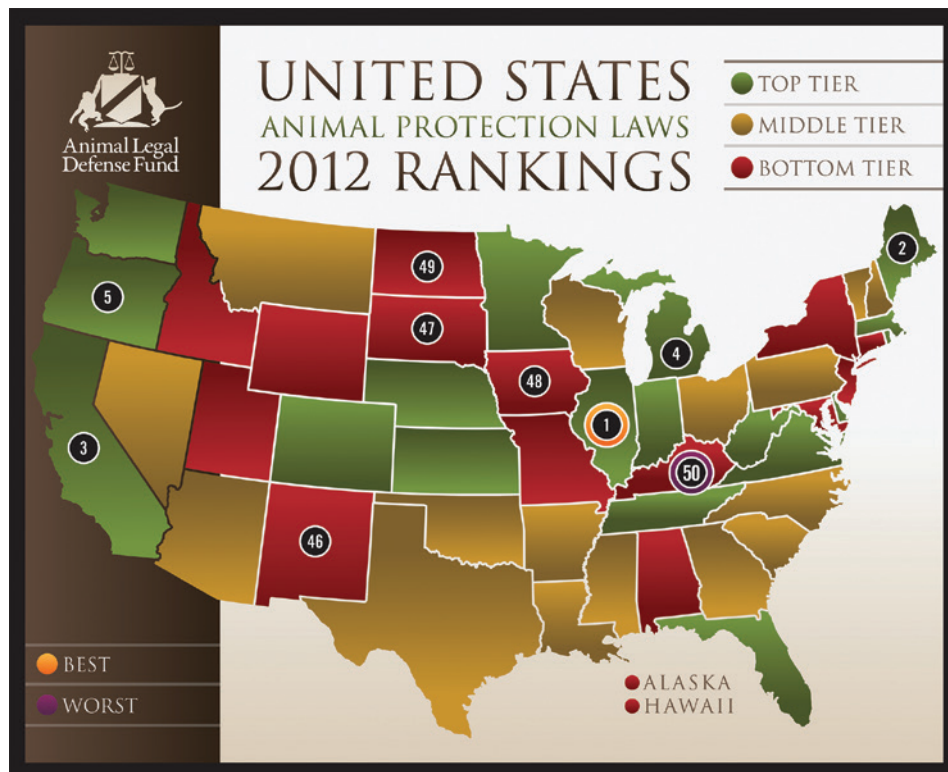 Animal Legal
Defense Fund
UNITED STATES
ANIMAL PROTECTION LAWS
2012 RANKINGS
TOP TIER
MIDDLE TIER
BOTTOM TIER
2
49
5
47
4
48
1
3
50
46
BEST
WORST
ALASKA
HAWAII